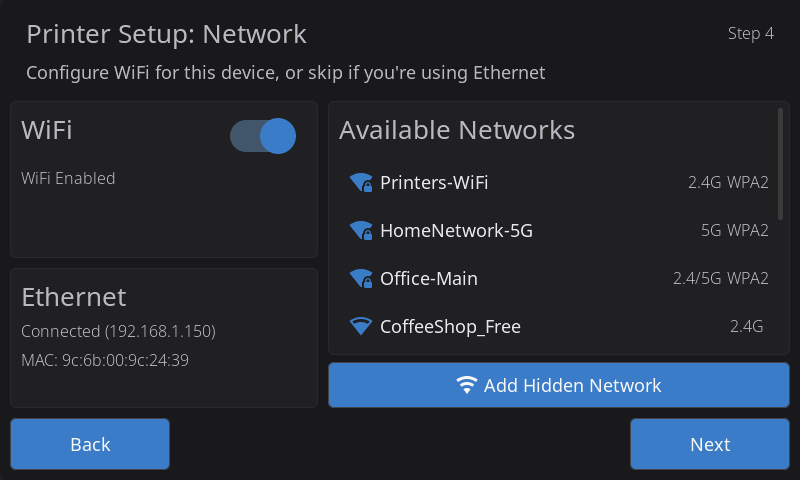 Printer Setup: Network
Step 4
Configure WiFi for this device, or skip if you're using Ethernet
WiFi
WiFi Enabled
Ethernet
Connected (192.168.1.150)
MAC: 9c:6b:00:9c:24:39
Available Networks
Printers-WiFi 2.4G WPA2
HomeNetwork-5G 5G WPA2
Office-Main 2.4/5G WPA2
CoffeeShop_Free 2.4G
Add Hidden Network
Back
Next